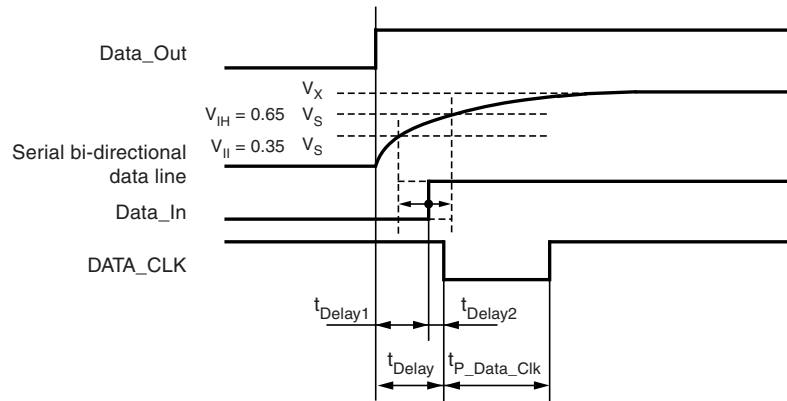 Data_Out
V_X
V_IH = 0.65 V_S
V_Il = 0.35 V_S
Serial bi-directional
data line
Data_In
DATA_CLK
t_Delay1
t_Delay2
t_Delay
t_P_Data_Clk